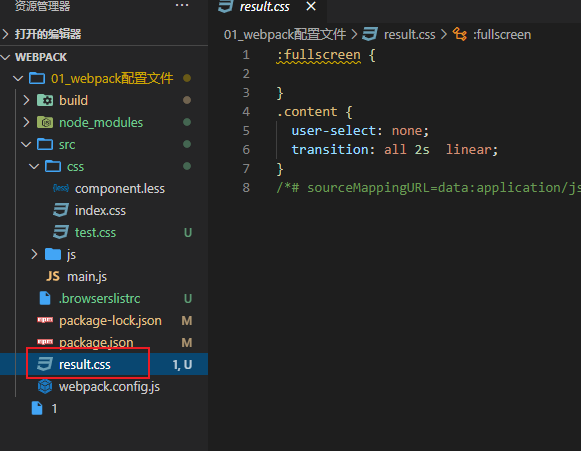 资源管理器 ···
打开的编辑器
WEBPACK
01_webpack配置文件
build
node_modules
src
css
component.less
index.css
test.css U
js
JS main.js
.browserslistrc U
package-lock.json M
package.json M
result.css 1, U
webpack.config.js
1
result.css ×
01_webpack配置文件 > result.css > :fullscreen
1 :fullscreen {
2
3 }
4 .content {
5 user-select: none;
6 transition: all 2s  linear;
7 }
8 /*# sourceMappingURL=data:application/js